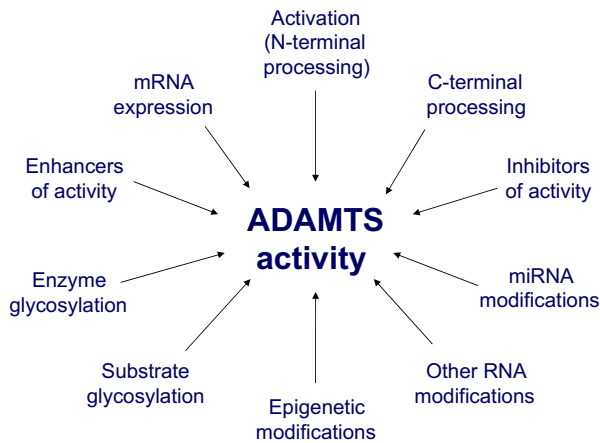 Activation
(N-terminal
processing)
C-terminal
processing
Inhibitors
of activity
miRNA
modifications
Other RNA
modifications
Epigenetic
modifications
Substrate
glycosylation
Enzyme
glycosylation
Enhancers
of activity
mRNA
expression
ADAMTS
activity